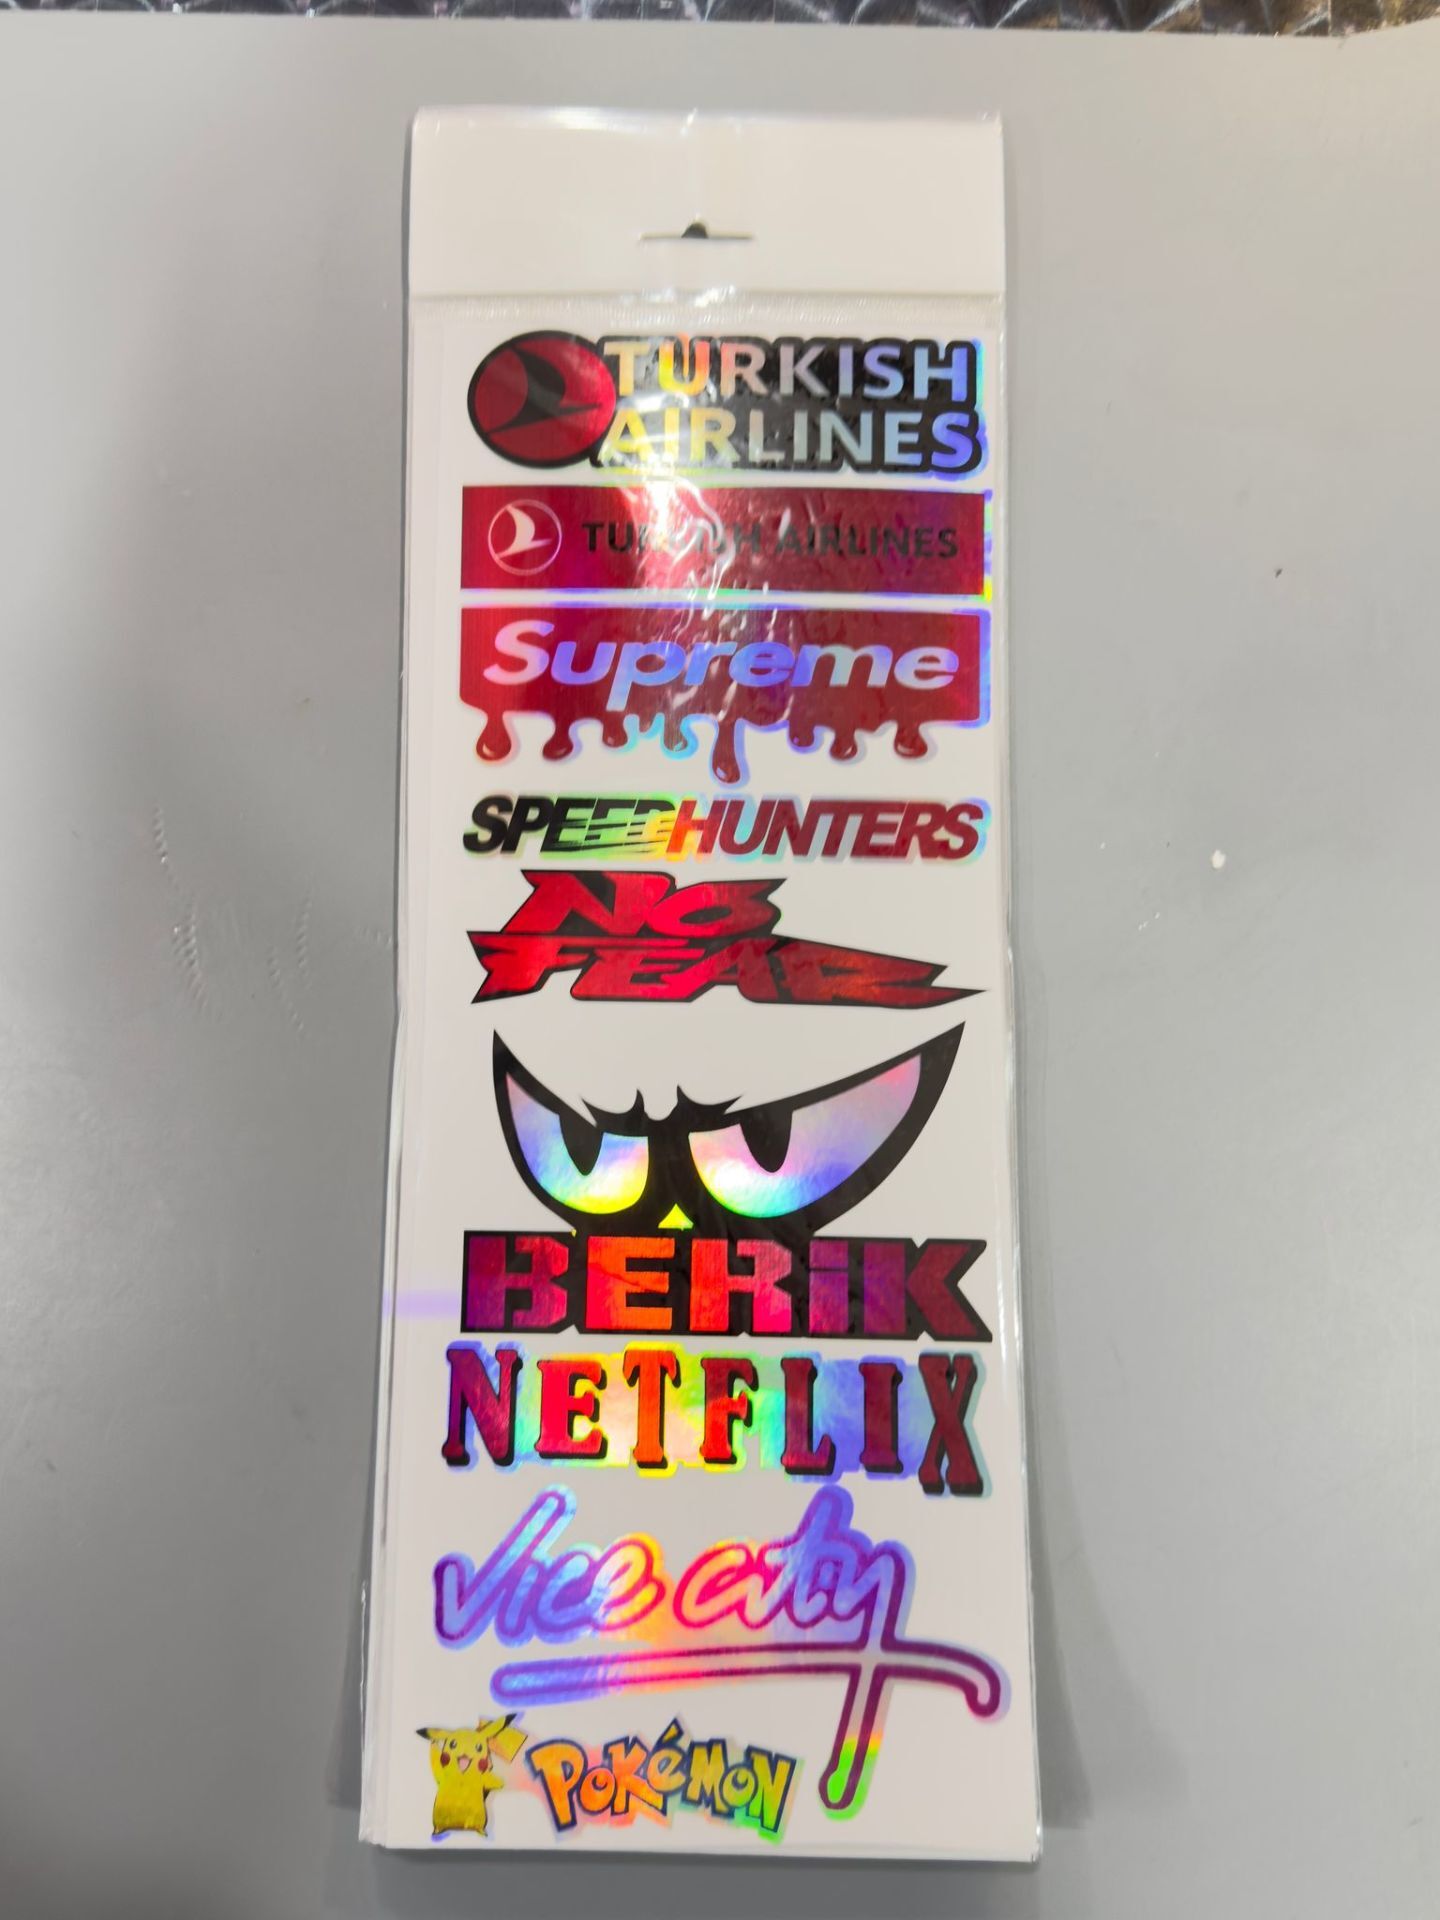 TURKISH
AIRLINES
TURKISH AIRLINES
Supreme
SPEEDHUNTERS
NO
FEAR
BERiK
NETFLIX
Vice City
POKéMON